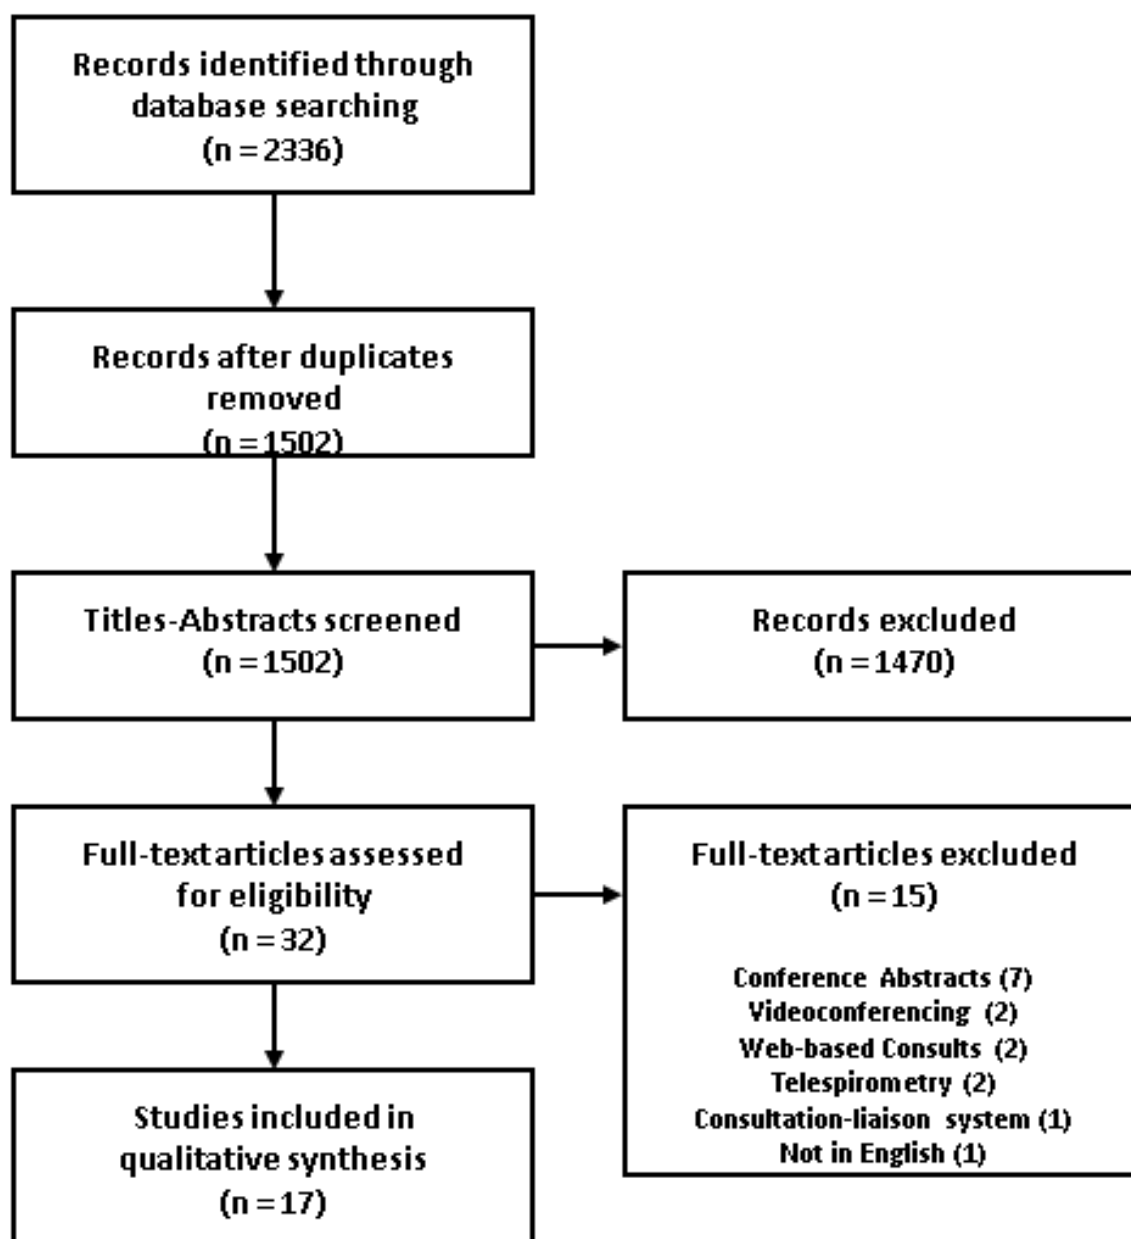 Records identified through
database searching
(n = 2336)
Records after duplicates
removed
(n = 1502)
Titles-Abstracts screened
(n = 1502)
Records excluded
(n = 1470)
Full-text articles assessed
for eligibility
(n = 32)
Full-text articles excluded
(n = 15)
Conference Abstracts (7)
Videoconferencing (2)
Web-based Consults (2)
Telespirometry (2)
Consultation-liaison system (1)
Not in English (1)
Studies included in
qualitative synthesis
(n = 17)